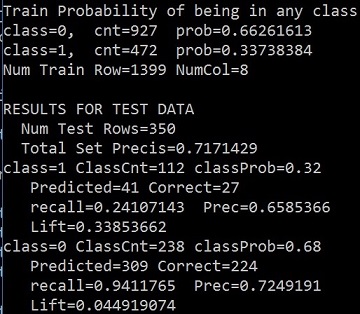 Train Probability of being in any class
class=0,  cnt=927  prob=0.66261613
class=1,  cnt=472  prob=0.33738384
Num Train Row=1399 NumCol=8
RESULTS FOR TEST DATA
Num Test Rows=350
Total Set Precis=0.7171429
class=1 ClassCnt=112 classProb=0.32
Predicted=41 Correct=27
recall=0.24107143  Prec=0.6585366
Lift=0.33853662
class=0 ClassCnt=238 classProb=0.68
Predicted=309 Correct=224
recall=0.9411765  Prec=0.7249191
Lift=0.044919074